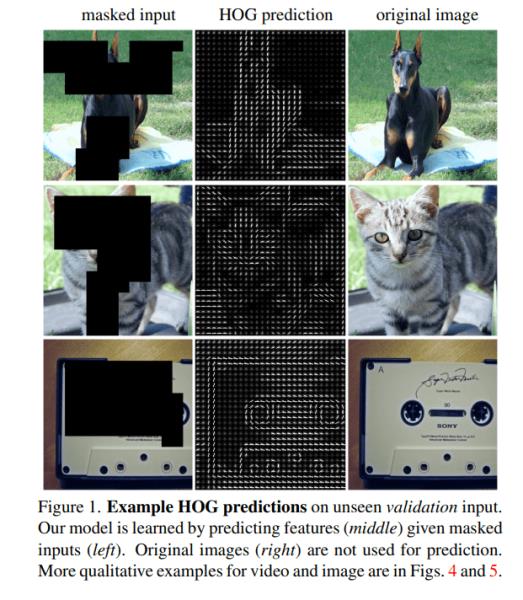 masked input HOG prediction original image
A
90
SONY
Figure 1. Example HOG predictions on unseen validation input.
Our model is learned by predicting features (middle) given masked
inputs (left). Original images (right) are not used for prediction.
More qualitative examples for video and image are in Figs. 4 and 5.